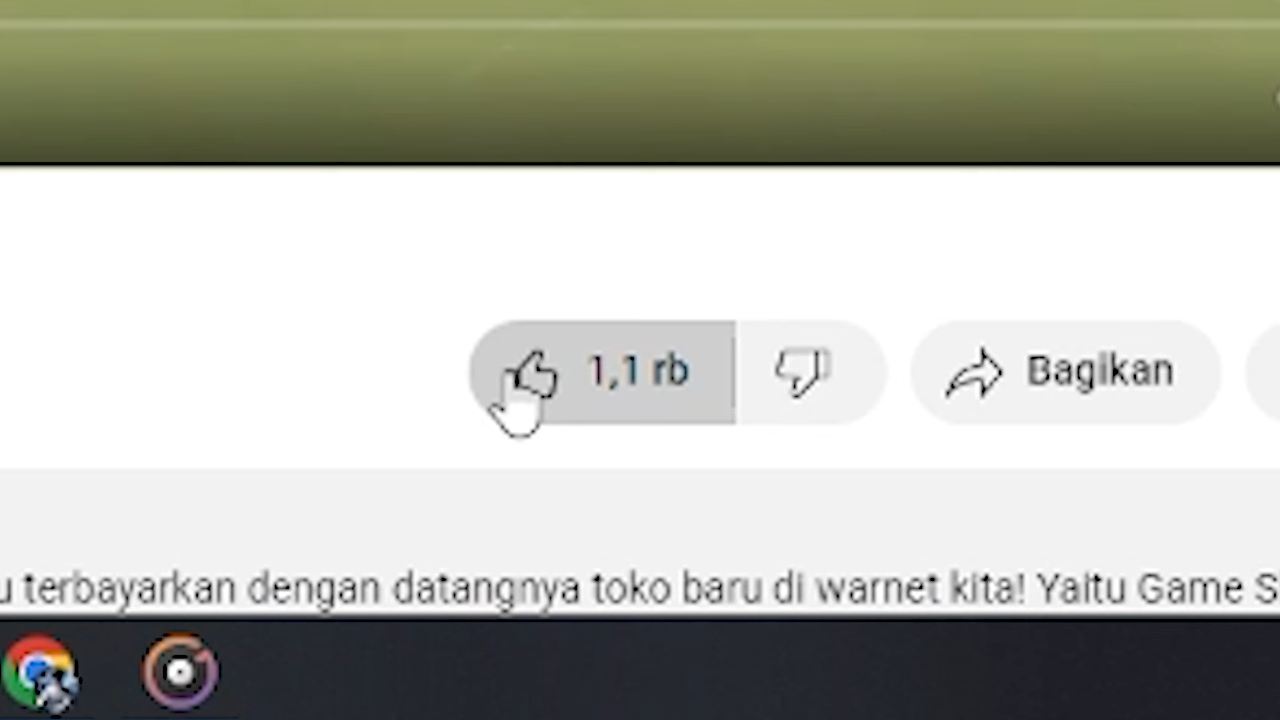 1,1 rb
Bagikan
terbayarkan dengan datangnya toko baru di warnet kita! Yaitu Game